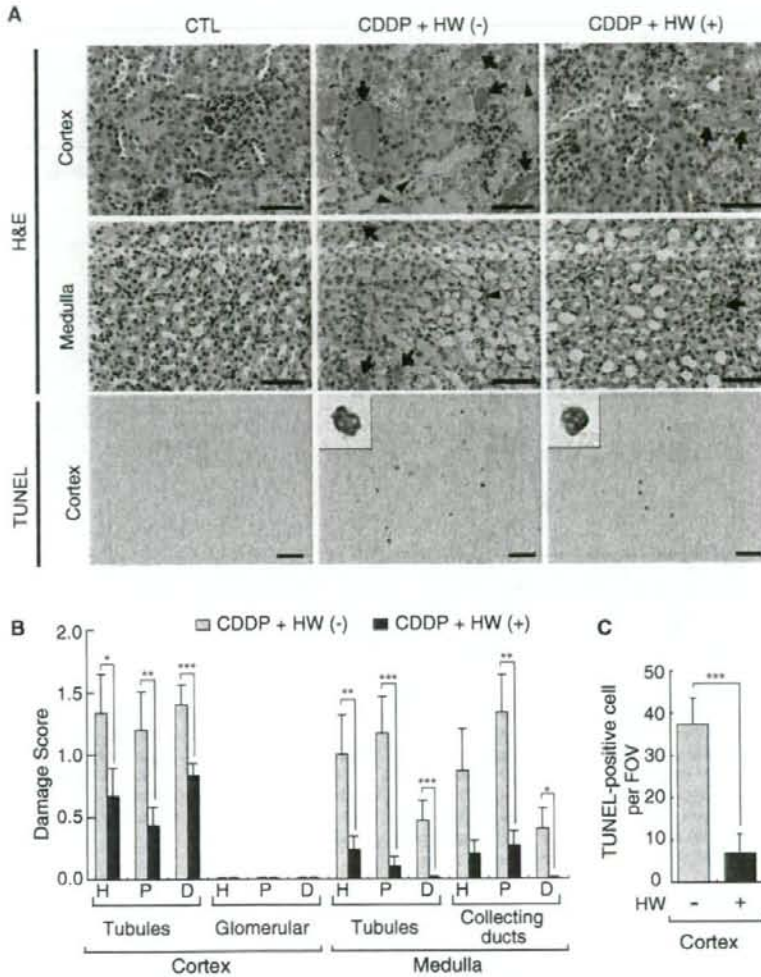 A
CTL CDDP + HW (-) CDDP + HW (+)
H&E
Cortex
Medulla
TUNEL
Cortex
B
CDDP + HW (-) CDDP + HW (+)
Damage Score
2.0
1.5
1.0
0.5
0.0
* ** *** ** *** *** ** *
H P D H P D H P D H P D
Tubules Glomerular Tubules Collecting ducts
Cortex Medulla
C
TUNEL-positive cell per FOV
50
40
30
20
10
0
***
HW - +
Cortex